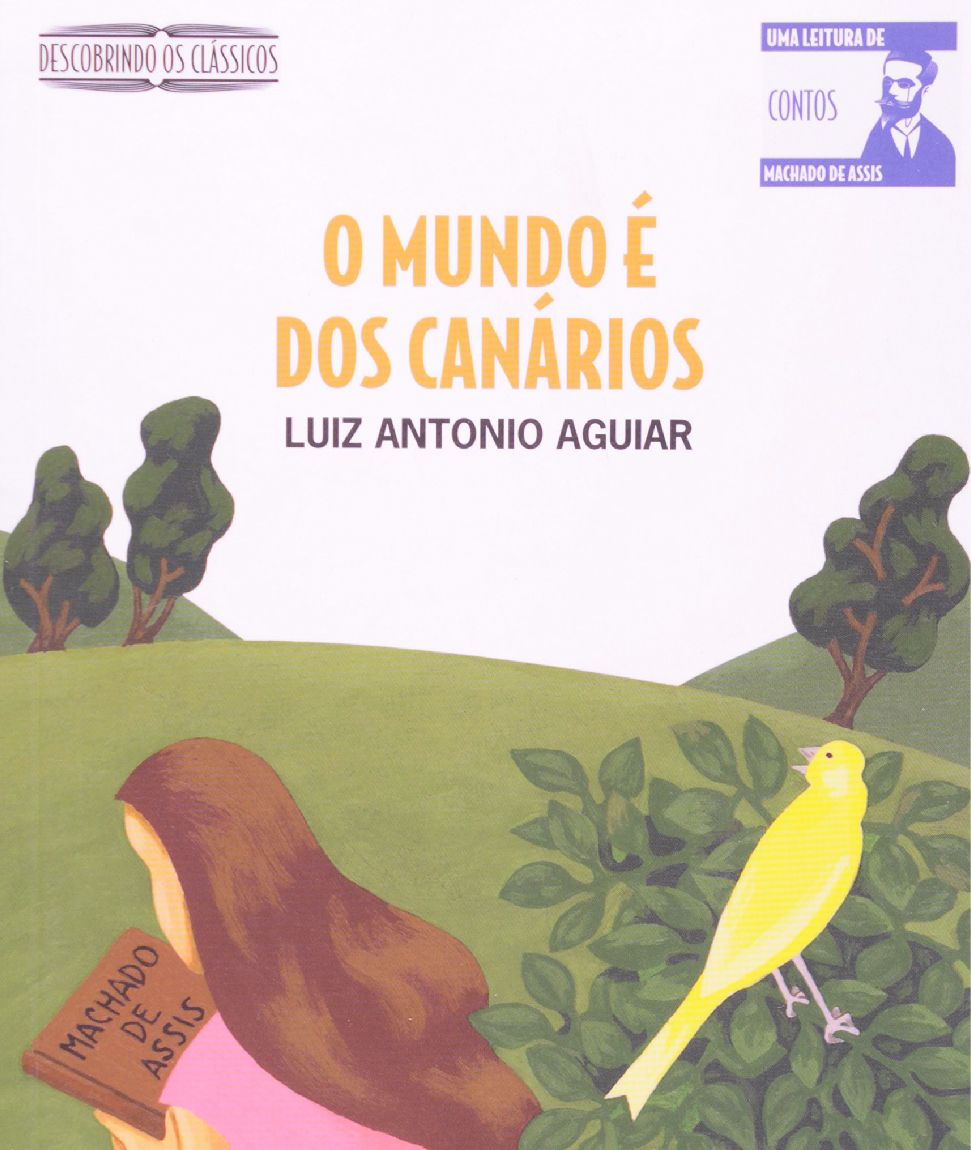 DESCOBRINDO OS CLÁSSICOS
UMA LEITURA DE
CONTOS
MACHADO DE ASSIS
O MUNDO É
DOS CANÁRIOS
LUIZ ANTONIO AGUIAR
MACHADO
DE
ASSIS